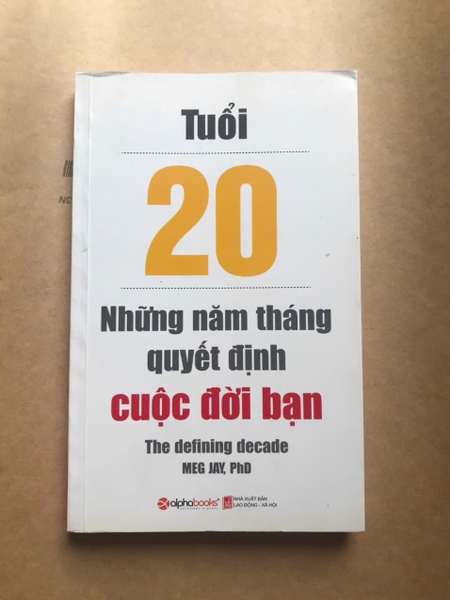 Tuổi
20
Những năm tháng
quyết định
cuộc đời bạn
The defining decade
MEG JAY, PhD
alphabooks®
NHÀ XUẤT BẢN
LAO ĐỘNG - XÃ HỘI